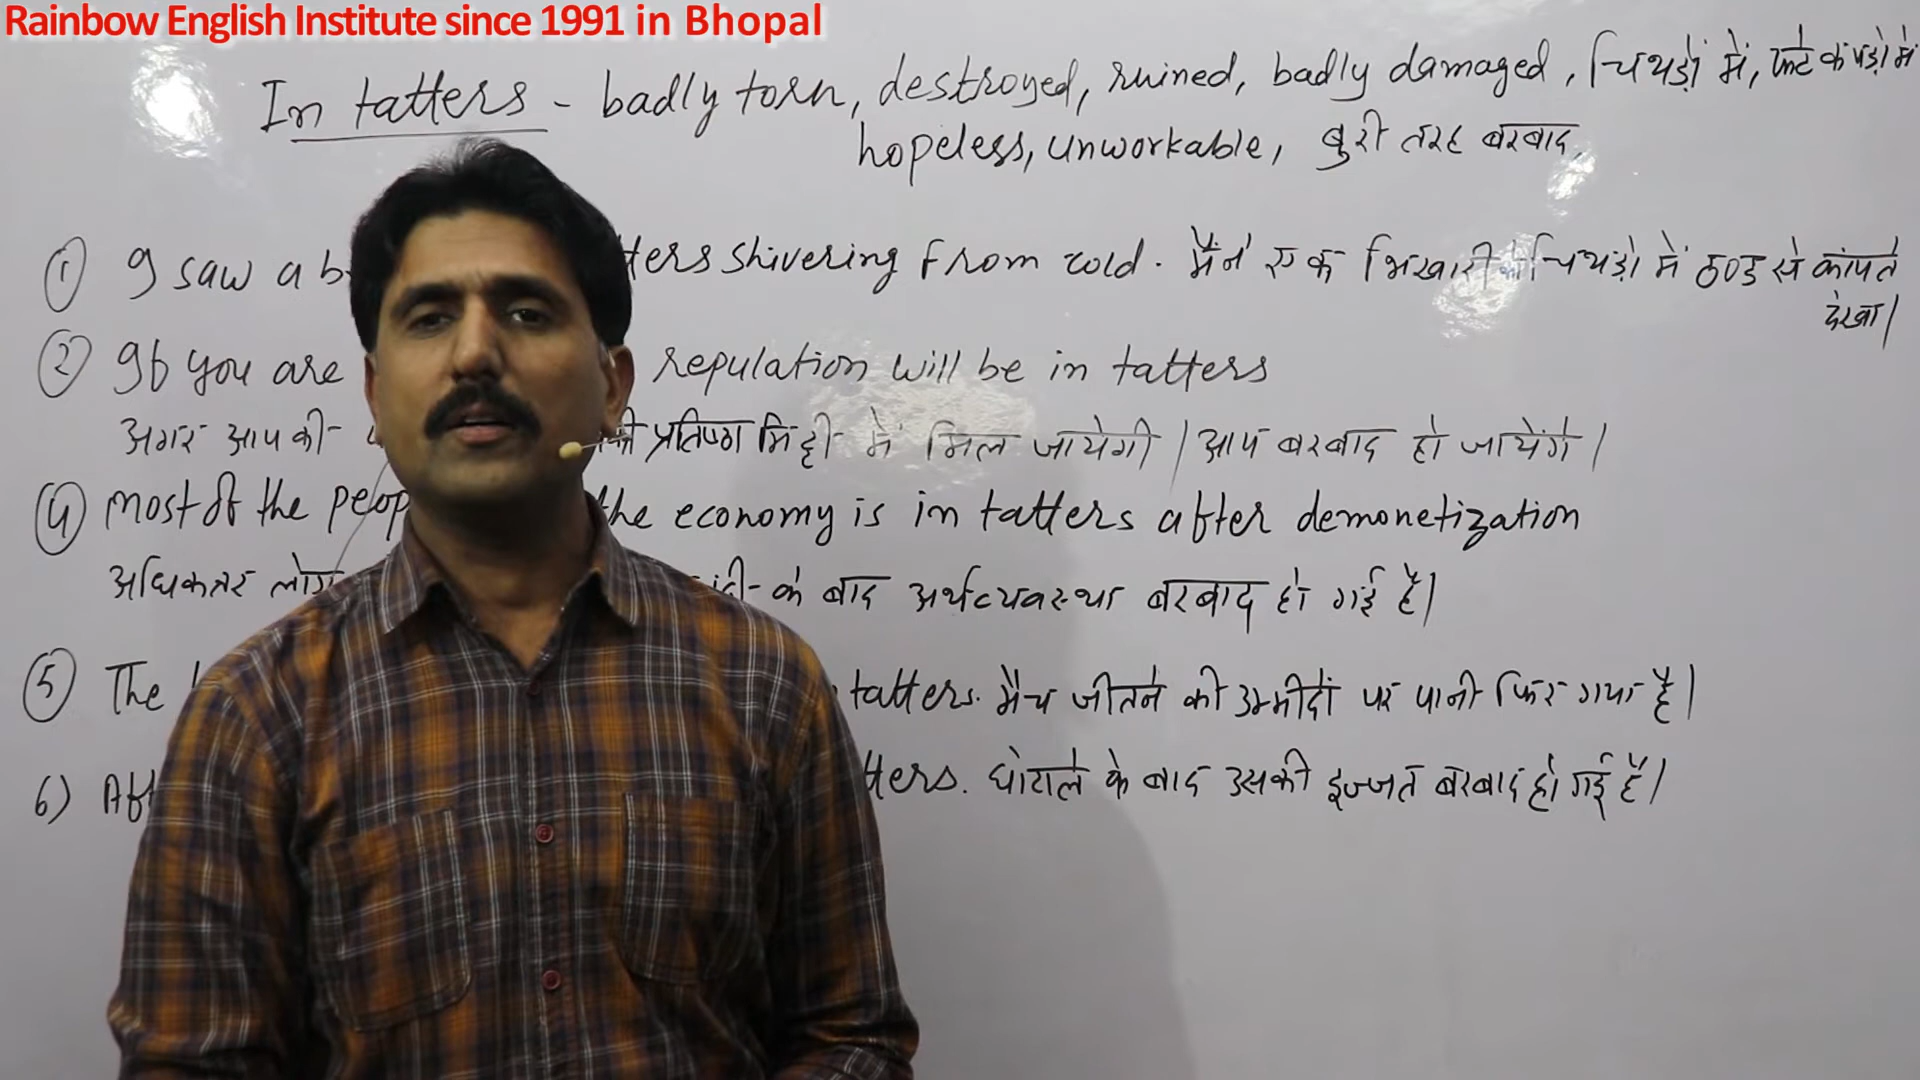 Rainbow English Institute since 1991 in Bhopal
In tatters - badly torn, destroyed, ruined, badly damaged, चिथड़ों में, फटे कपड़ों में
hopeless, unworkable, बुरी तरह बरबाद
① I saw a b ters shivering from cold. मैंने एक भिखारी को चिथड़ों में ठण्ड से कांपते
देखा।
② If you are repulation will be in tatters
अगर आपकी की प्रतिष्ठा मिट्टी में मिल जायेगी | आप बरबाद हो जायेंगे।
④ most of the peop the economy is in tatters after demonetization
अधिकतर लोग के बाद अर्थव्यवस्था बरबाद हो गई है।
⑤ The tatters. मैच जीतने की उम्मीदों पर पानी फिर गया है।
6) Aft tters. घोटाले के बाद उसकी इज्जत बरबाद हो गई है।